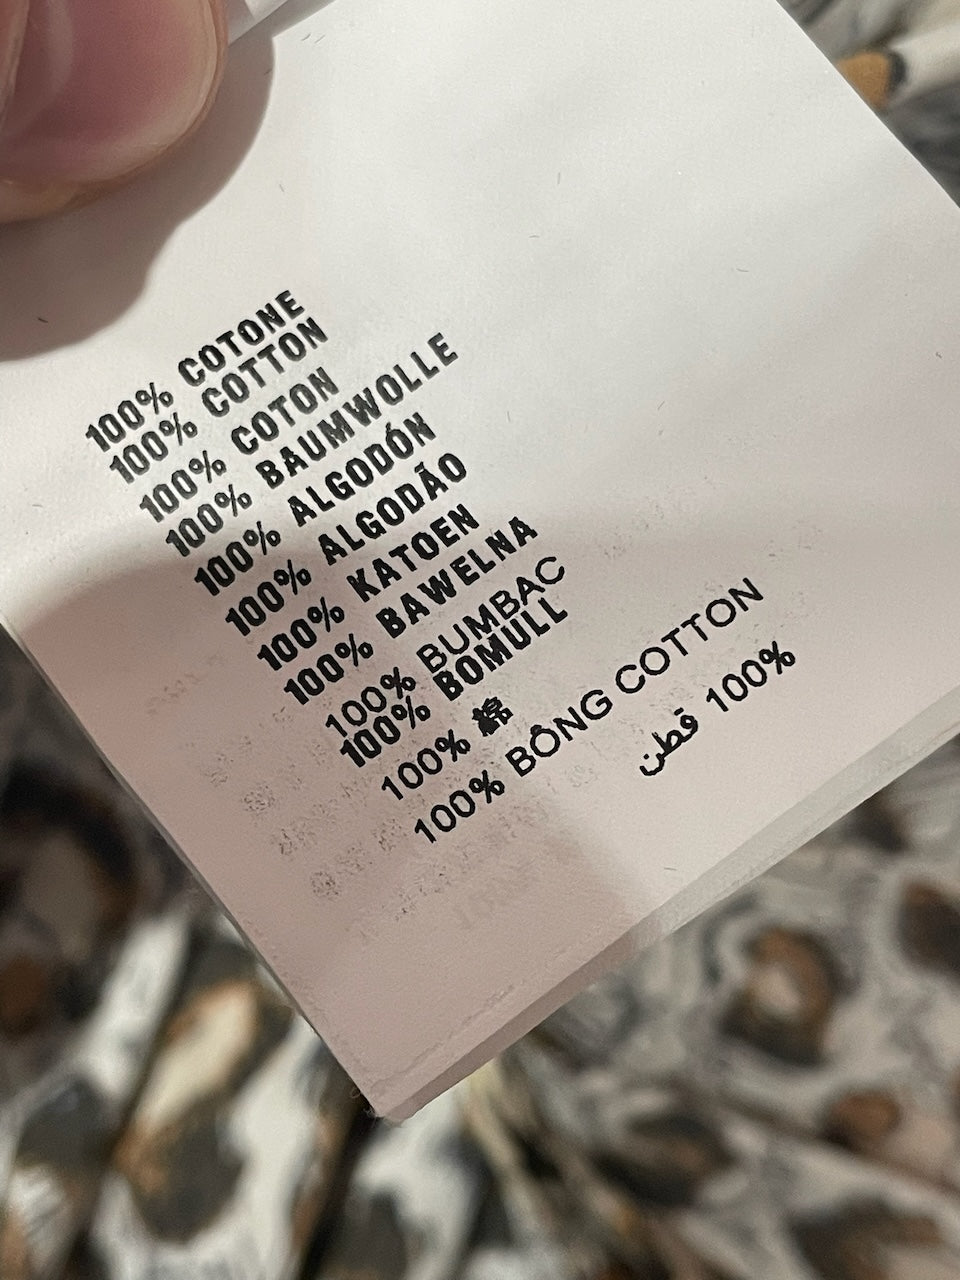 100% COTONE
100% COTTON
100% COTON
100% BAUMWOLLE
100% ALGODÓN
100% ALGODÃO
100% KATOEN
100% BAWELNA
100% BUMBAC
100% BOMULL
100% 綿
100% BÔNG COTTON
100% قطن